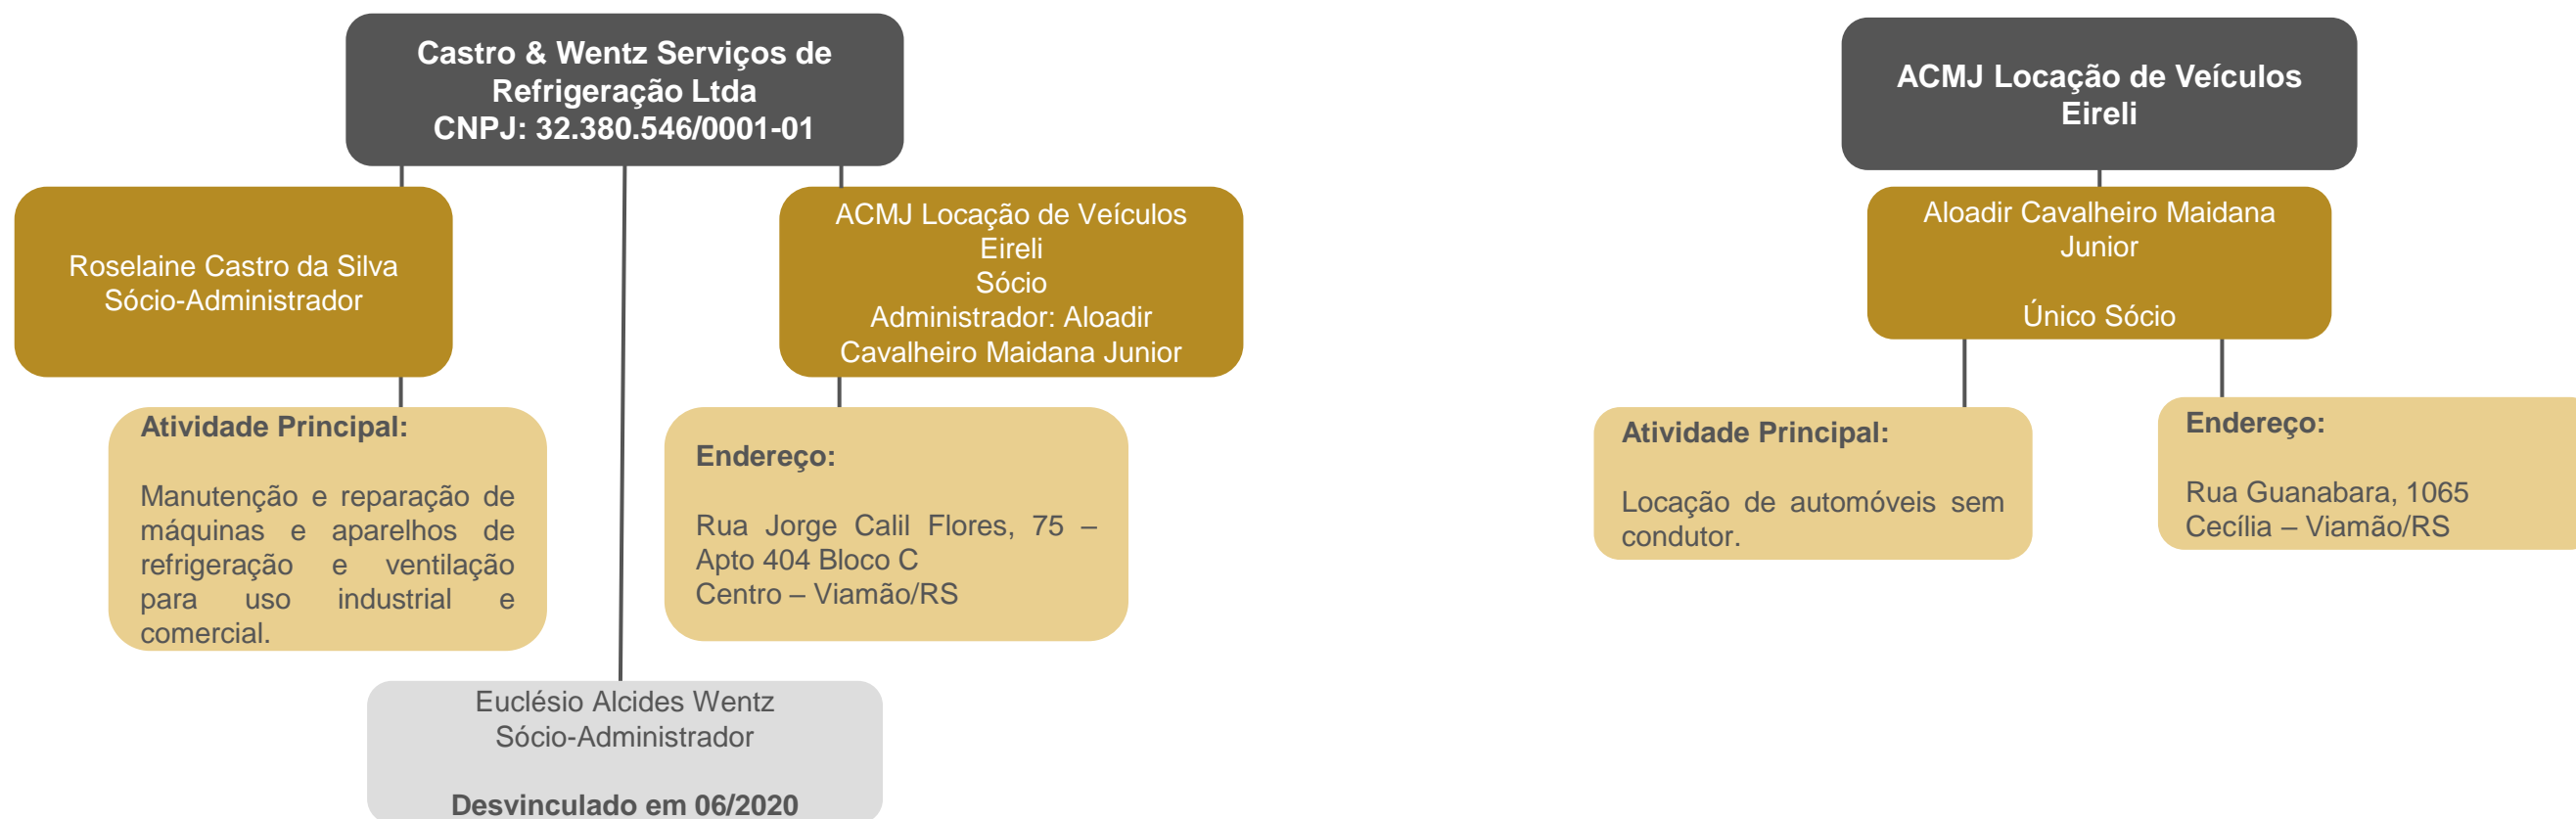 Castro & Wentz Serviços de
Refrigeração Ltda
CNPJ: 32.380.546/0001-01
Roselaine Castro da Silva
Sócio-Administrador
ACMJ Locação de Veículos
Eireli
Sócio
Administrador: Aloadir
Cavalheiro Maidana Junior
Atividade Principal:
Manutenção e reparação de
máquinas e aparelhos de
refrigeração e ventilação
para uso industrial e
comercial.
Endereço:
Rua Jorge Calil Flores, 75 –
Apto 404 Bloco C
Centro – Viamão/RS
Euclésio Alcides Wentz
Sócio-Administrador
Desvinculado em 06/2020
ACMJ Locação de Veículos
Eireli
Aloadir Cavalheiro Maidana
Junior
Único Sócio
Atividade Principal:
Locação de automóveis sem
condutor.
Endereço:
Rua Guanabara, 1065
Cecília – Viamão/RS